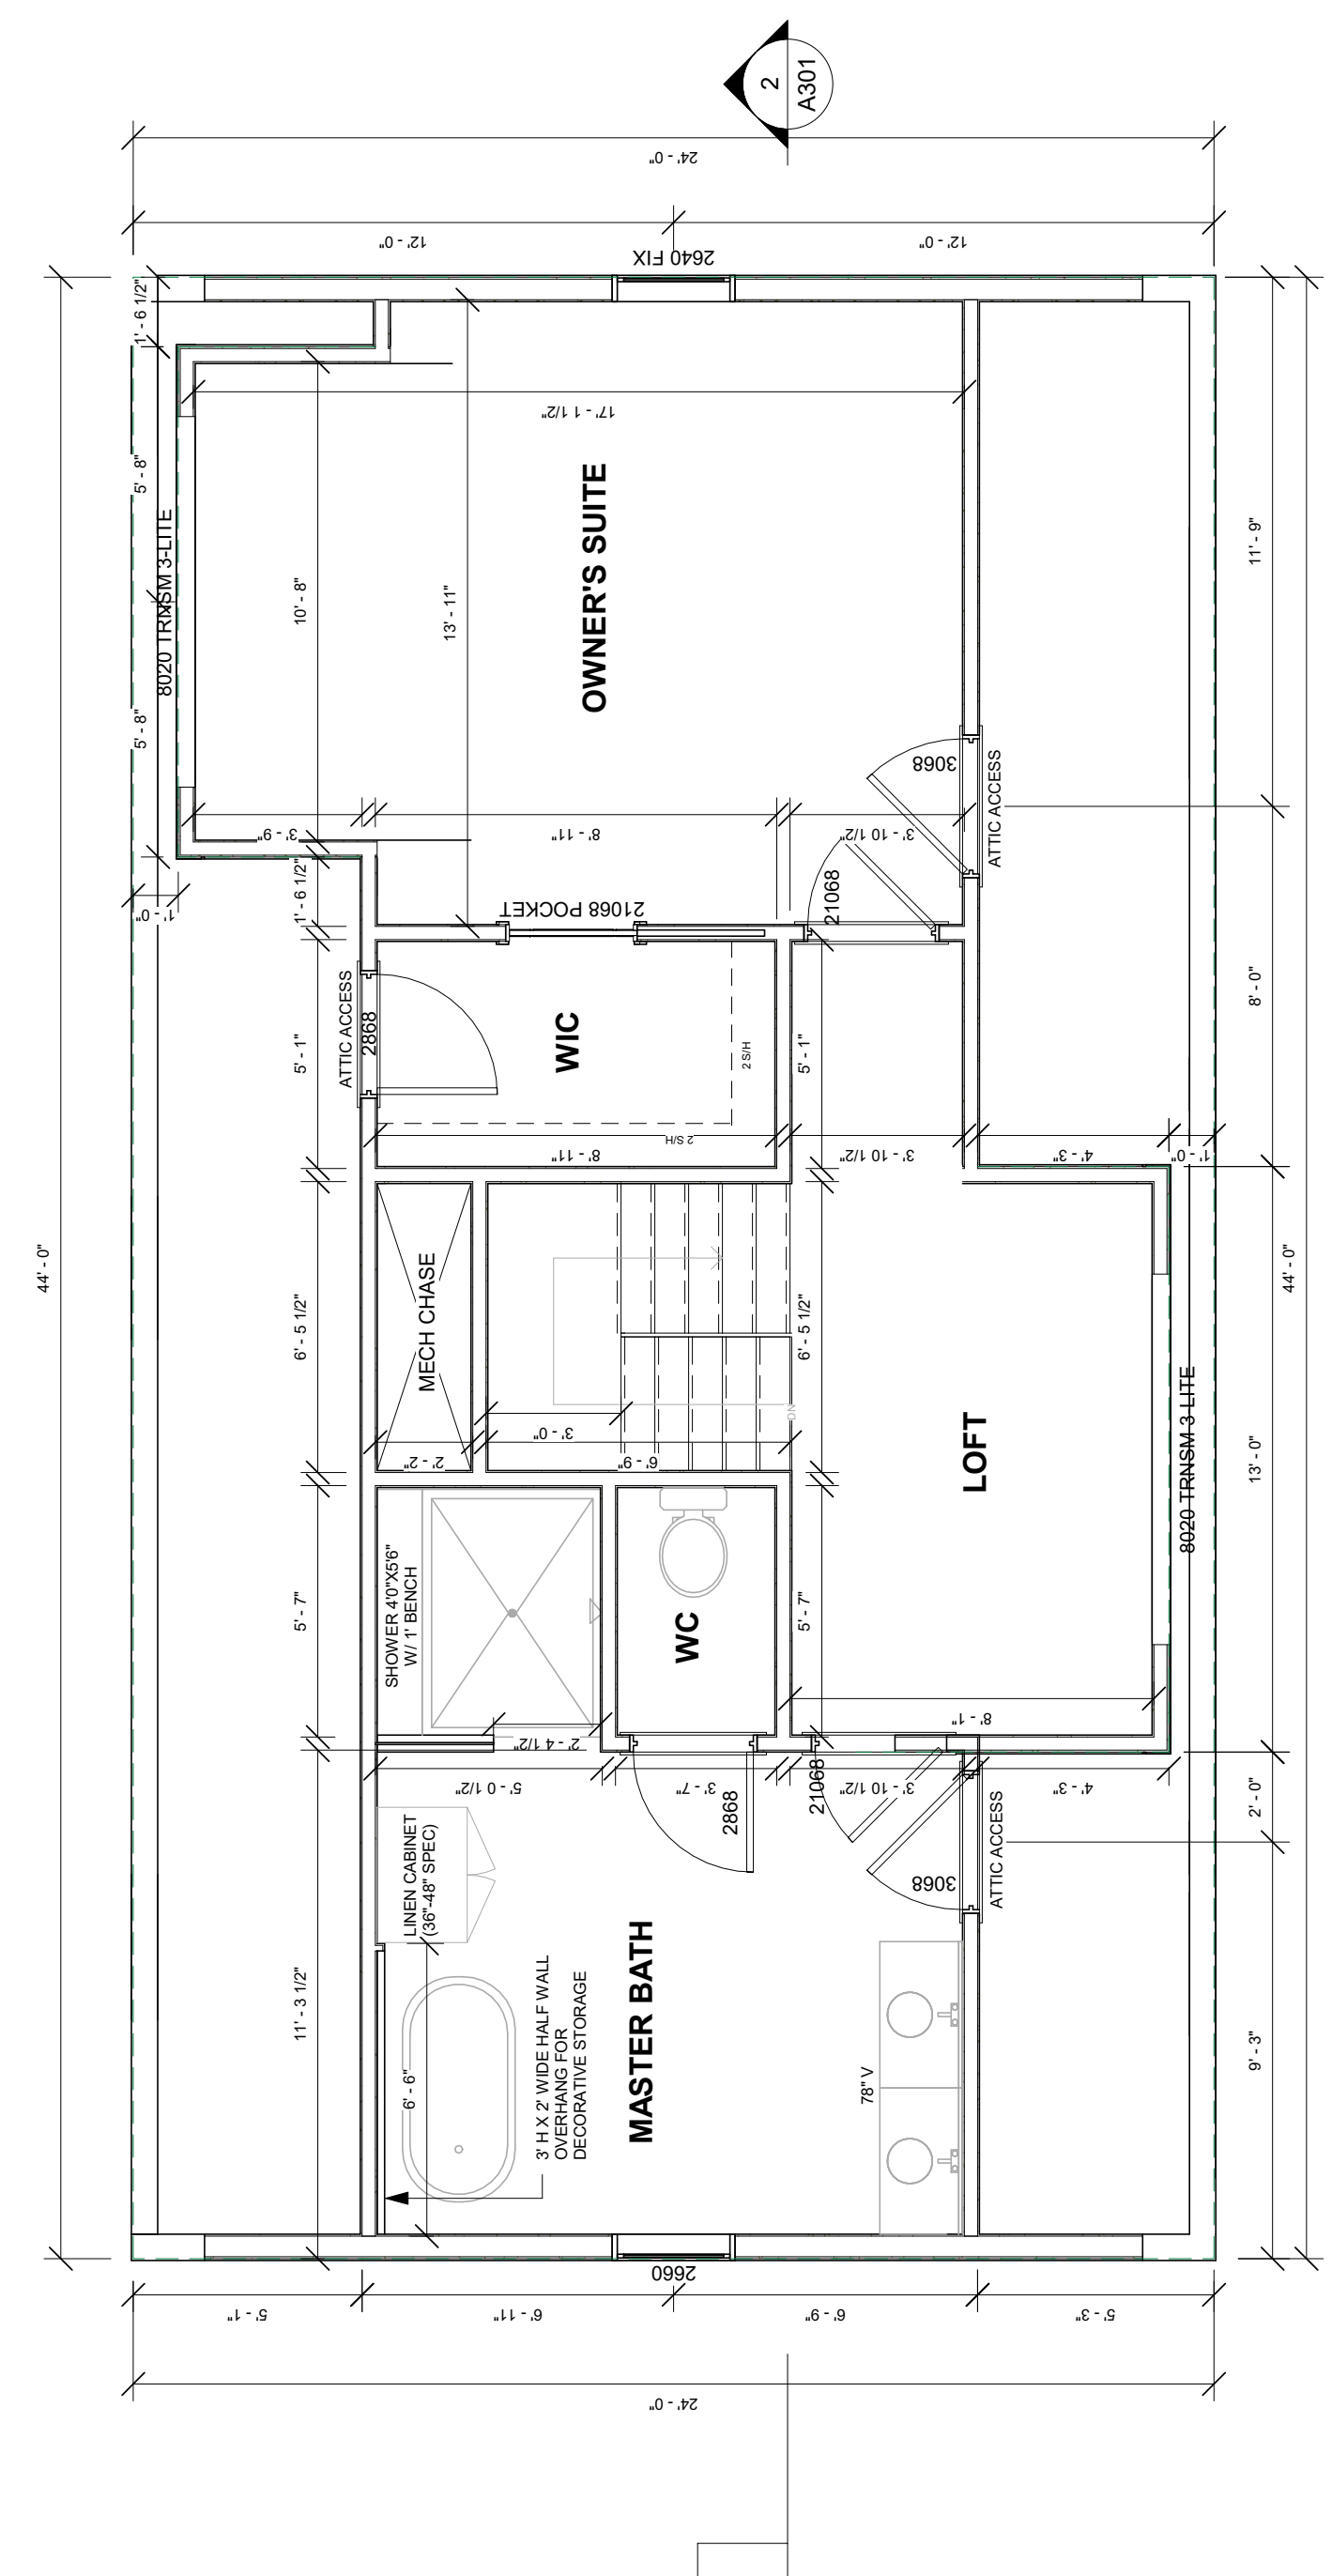 2
A301
24' - 0"
12' - 0"
12' - 0"
2640 FIX
1' - 6 1/2"
5' - 8"
8020 TRNSM 3-LITE
5' - 8"
1' - 0"
17' - 1 1/2"
10' - 8"
13' - 11"
OWNER'S SUITE
11' - 9"
3068
ATTIC ACCESS
3' - 9"
8' - 11"
3' - 10 1/2"
21068
21068 POCKET
1' - 6 1/2"
ATTIC ACCESS
2868
WIC
5' - 1"
2 S/H
5' - 1"
8' - 0"
2 S/H
8' - 11"
3' - 10 1/2"
4' - 3"
1' - 0"
44' - 0"
44' - 0"
MECH CHASE
6' - 5 1/2"
6' - 5 1/2"
DN
3' - 0"
2' - 2"
6' - 9"
LOFT
13' - 0"
8020 TRNSM 3-LITE
SHOWER 4'0"X5'6"
W/ 1' BENCH
5' - 7"
WC
5' - 7"
8' - 1"
2' - 4 1/2"
5' - 0 1/2"
3' - 7"
3' - 10 1/2"
4' - 3"
2868
21068
3068
ATTIC ACCESS
2' - 0"
LINEN CABINET
(36"-48" SPEC)
11' - 3 1/2"
6' - 6"
3' H X 2' WIDE HALF WALL
OVERHANG FOR
DECORATIVE STORAGE
MASTER BATH
78" V
9' - 3"
2660
5' - 1"
6' - 11"
6' - 9"
5' - 3"
24' - 0"